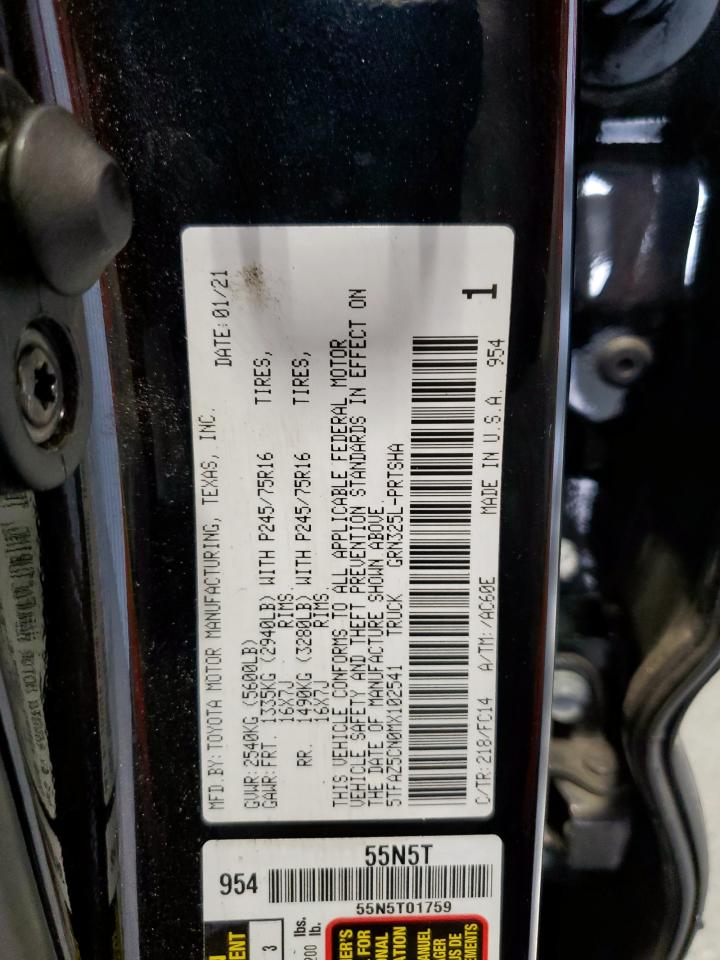 MFD.BY: TOYOTA MOTOR MANUFACTURING, TEXAS, INC. DATE: 01/21
GVWR: 2540KG (5600LB)
GAWR: FRT. 1335KG (2940LB) WITH P245/75R16 TIRES,
16X7J RIMS.
RR. 1490KG (3280LB) WITH P245/75R16 TIRES,
16X7J RIMS.
THIS VEHICLE CONFORMS TO ALL APPLICABLE FEDERAL MOTOR
VEHICLE SAFETY AND THEFT PREVENTION STANDARDS IN EFFECT ON
THE DATE OF MANUFACTURE SHOWN ABOVE.
5TFAZ5CN0MX102541 TRUCK GRN325L-PRTSHA
C/TR: 218/FC14 A/TM: /AC60E MADE IN U.S.A. 954
1
55N5T
954
55N5T01759
3
lbs.
lb.